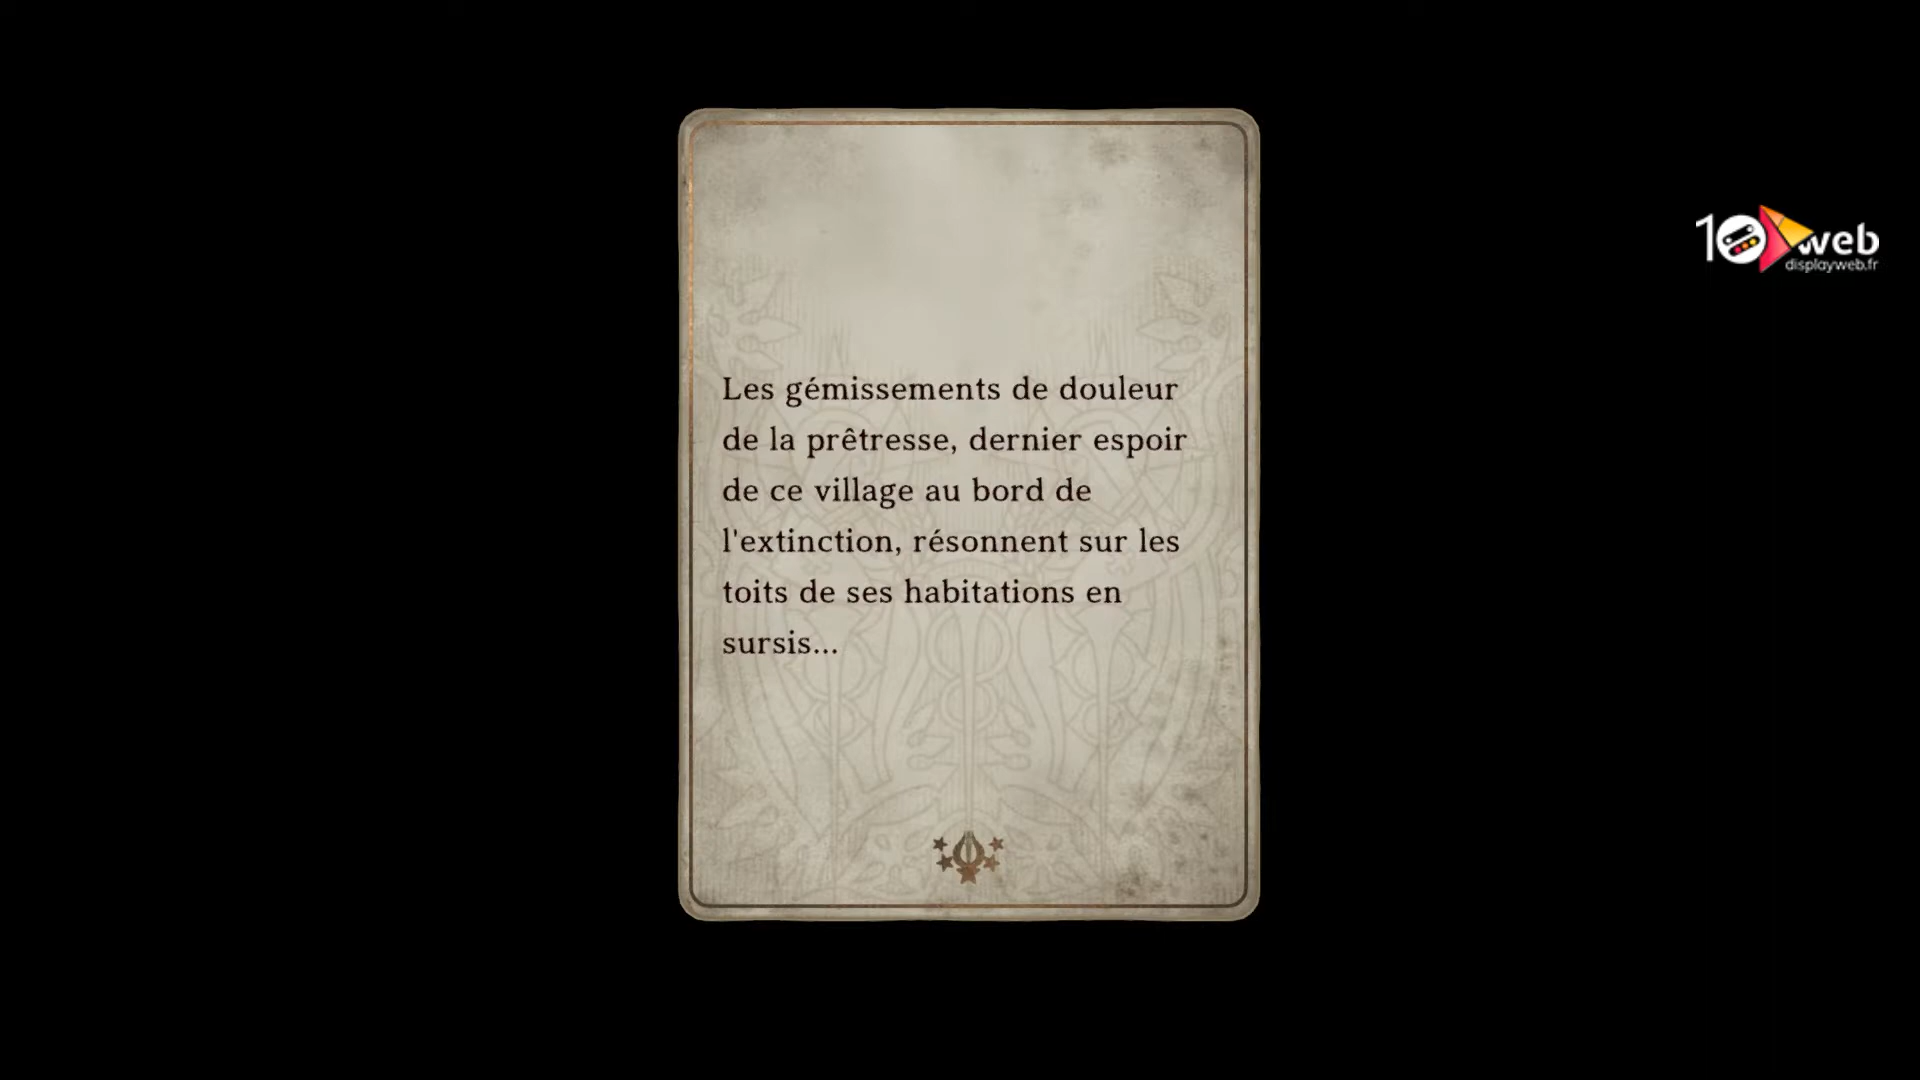 Les gémissements de douleur
de la prêtresse, dernier espoir
de ce village au bord de
l'extinction, résonnent sur les
toits de ses habitations en
sursis...
10 web
displayweb.fr